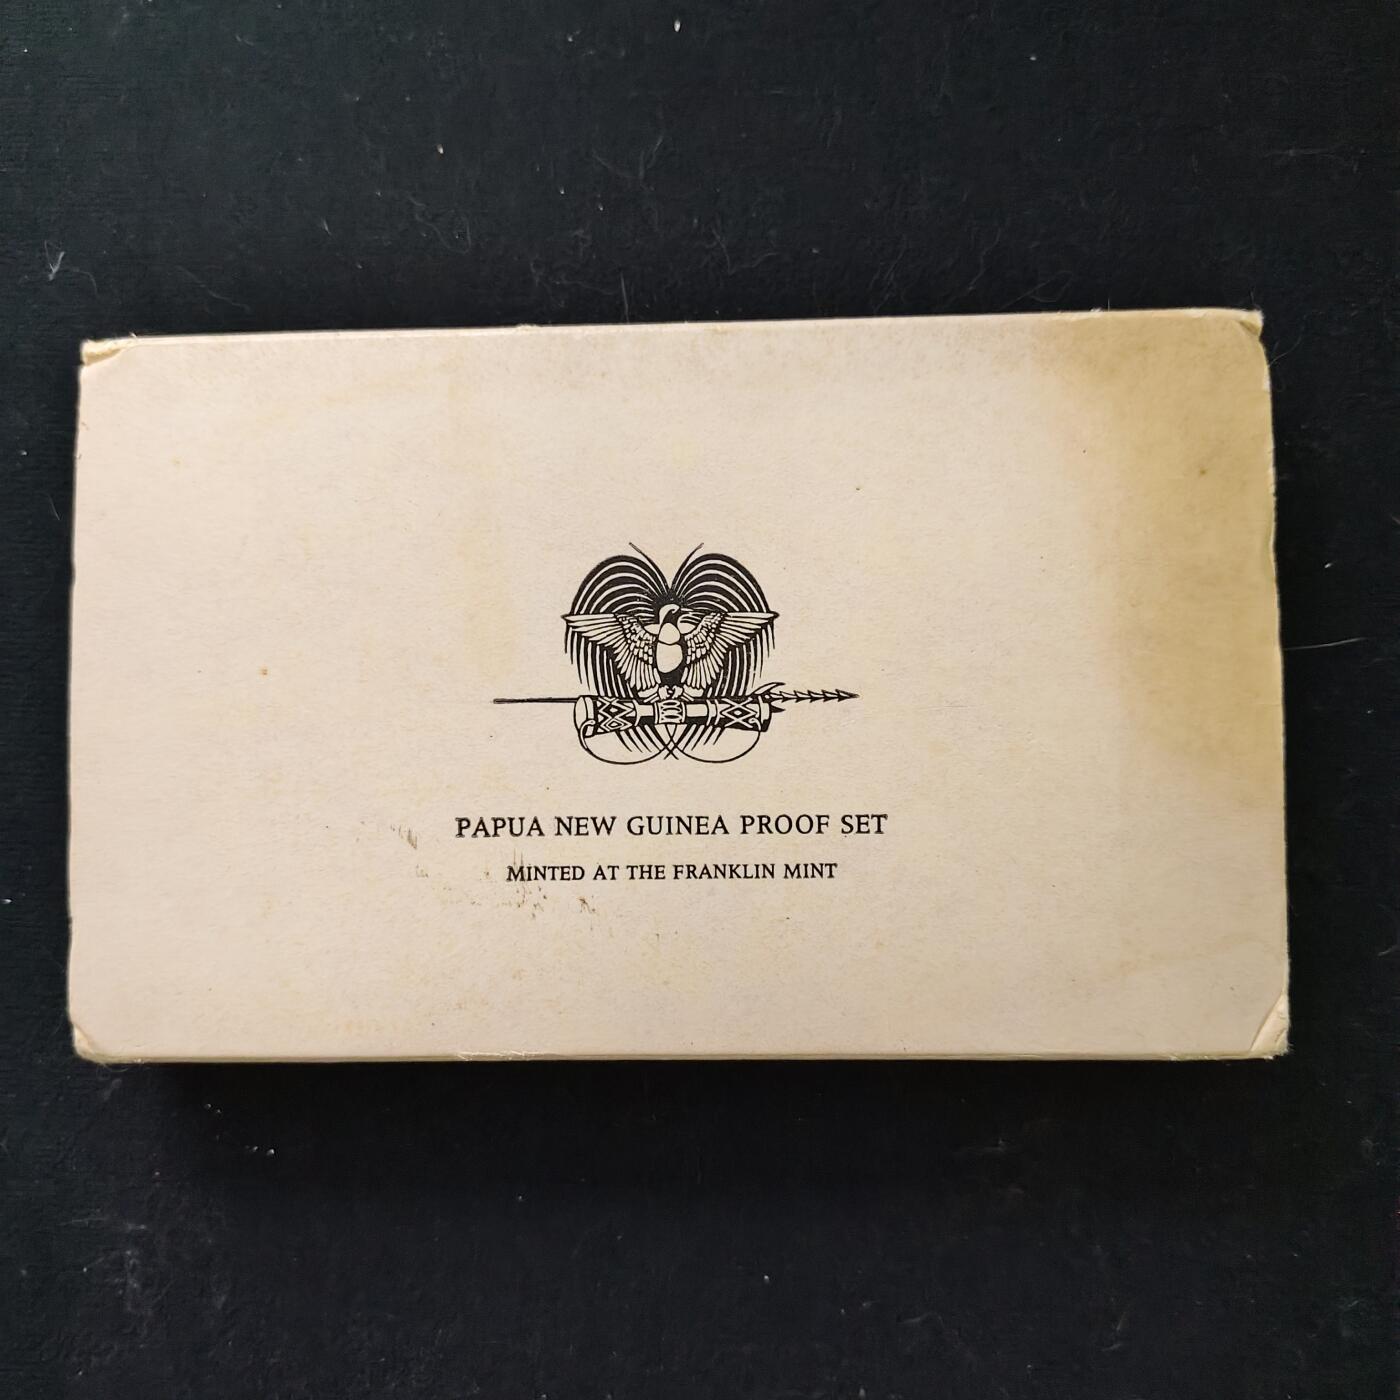 PAPUA NEW GUINEA PROOF SET
MINTED AT THE FRANKLIN MINT